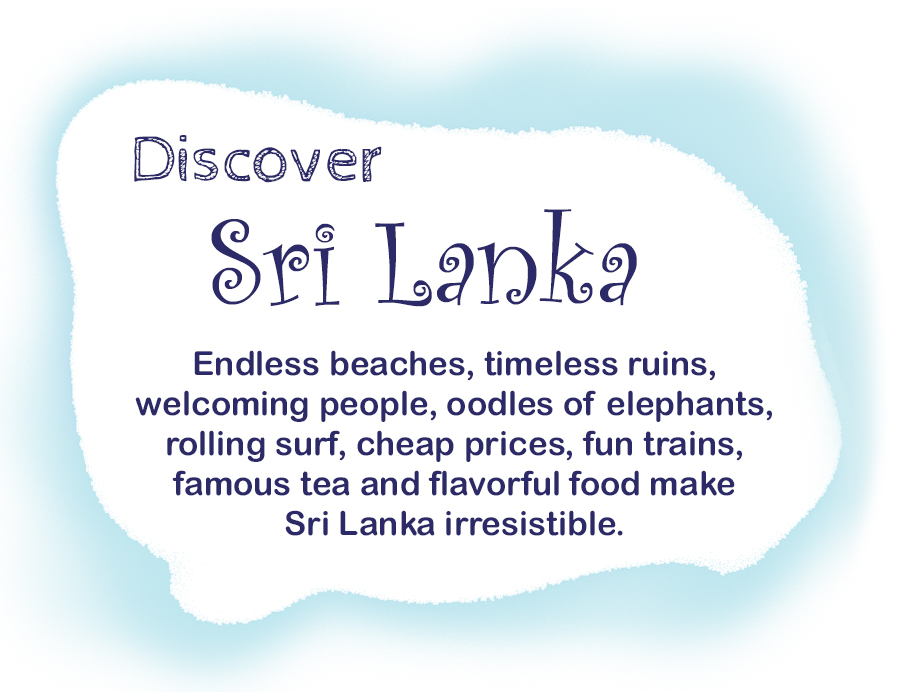 Discover
Sri Lanka
Endless beaches, timeless ruins,
welcoming people, oodles of elephants,
rolling surf, cheap prices, fun trains,
famous tea and flavorful food make
Sri Lanka irresistible.